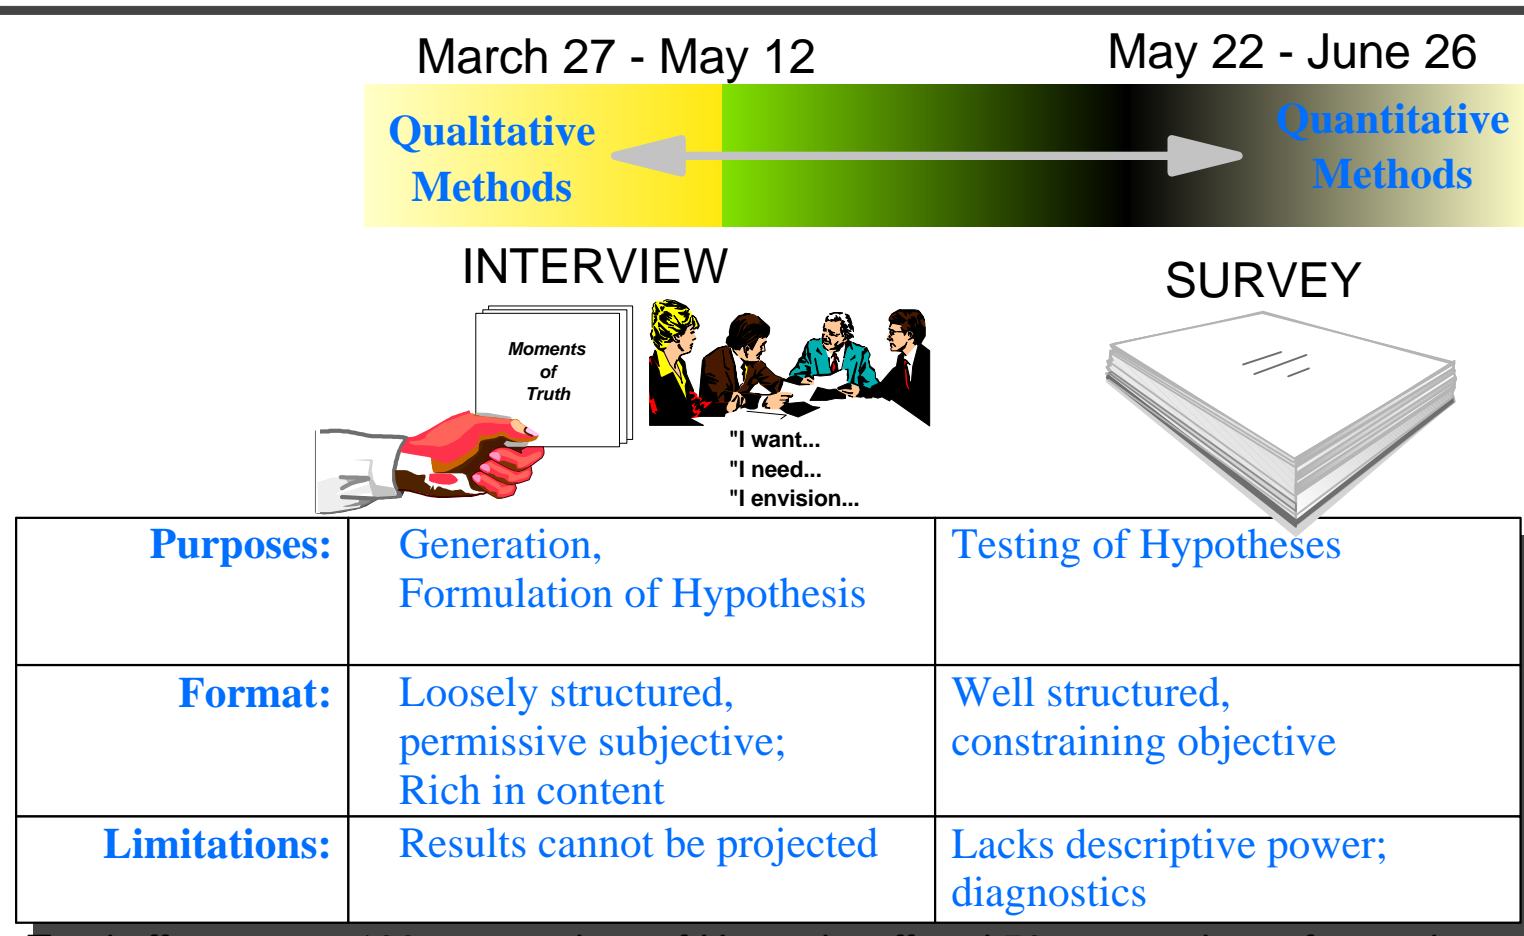 March 27 - May 12
May 22 - June 26
Qualitative
Methods
Quantitative
Methods
INTERVIEW
SURVEY
Moments
of
Truth
"I want...
"I need...
"I envision...
Purposes:
Generation,
Formulation of Hypothesis
Testing of Hypotheses
Format:
Loosely structured,
permissive subjective;
Rich in content
Well structured,
constraining objective
Limitations:
Results cannot be projected
Lacks descriptive power;
diagnostics